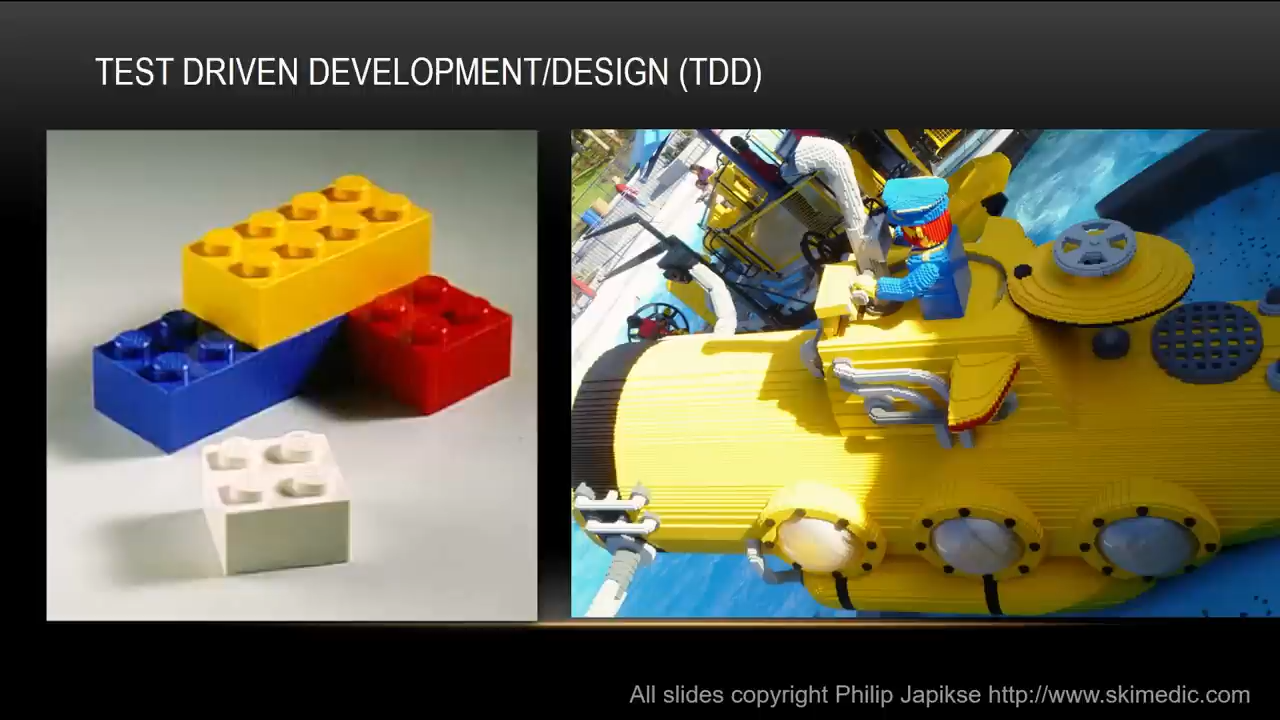 TEST DRIVEN DEVELOPMENT/DESIGN (TDD)
All slides copyright Philip Japikse http://www.skimedic.com